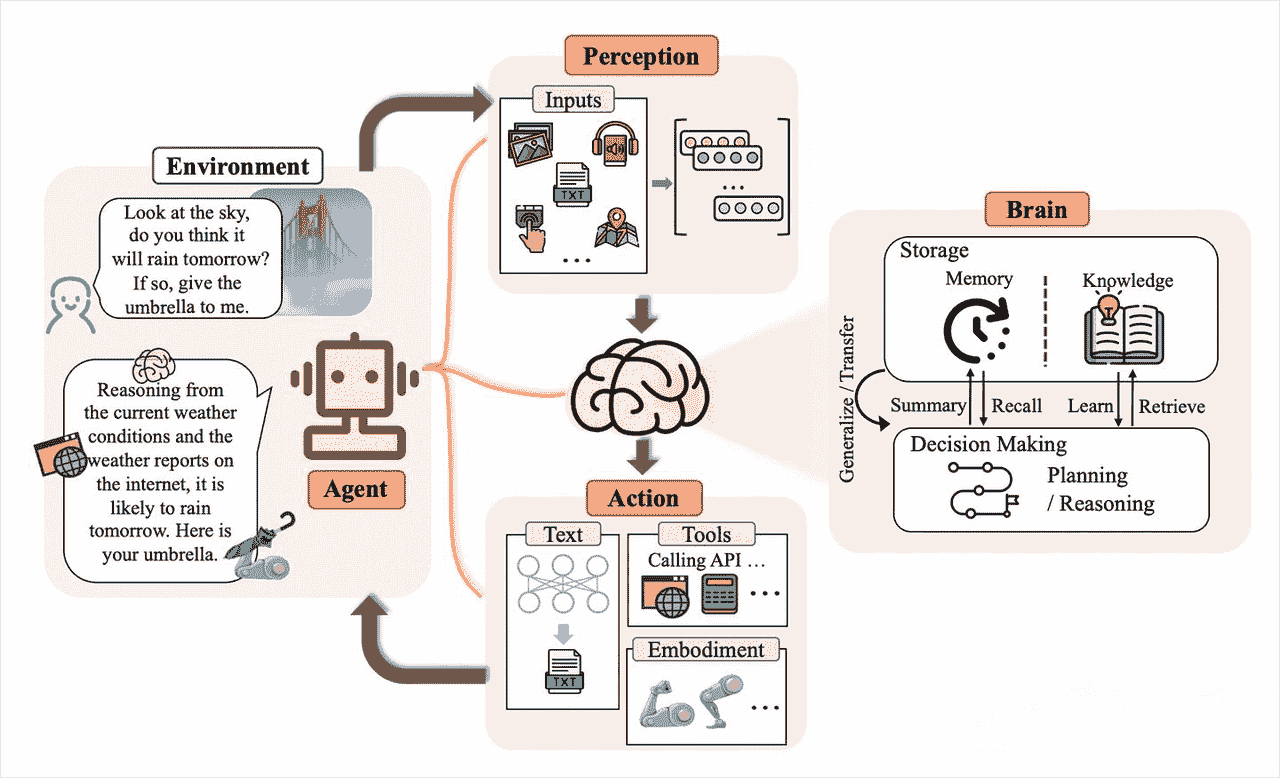 Perception
Inputs
TXT
...
...
Environment
Look at the sky,
do you think it
will rain tomorrow?
If so, give the
umbrella to me.
Reasoning from
the current weather
conditions and the
weather reports on
the internet, it is
likely to rain
tomorrow. Here is
your umbrella.
Agent
Brain
Storage
Memory
Knowledge
Generalize / Transfer
Summary
Recall
Learn
Retrieve
Decision Making
Planning
/ Reasoning
Action
Text
TXT
Tools
Calling API ...
...
Embodiment
...